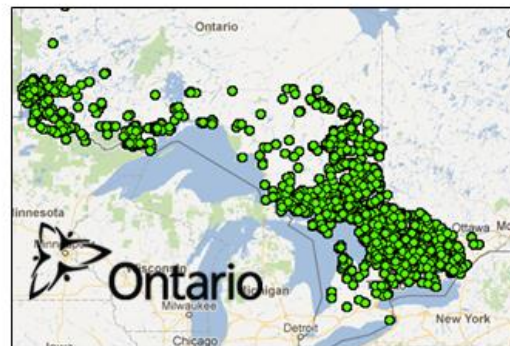 Ontario
Minnesota
Ottawa
Ontario
Wisconsin
Michigan
Milwaukee
New York
Detroit
Chicago